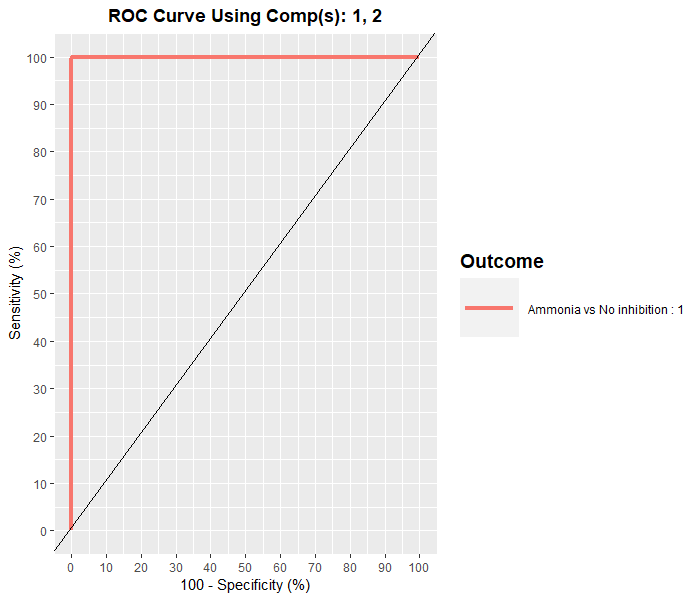 ROC Curve Using Comp(s): 1, 2
100
90
80
70
60
50
40
30
20
10
0
Sensitivity (%)
0 10 20 30 40 50 60 70 80 90 100
100 - Specificity (%)
Outcome
Ammonia vs No inhibition : 1